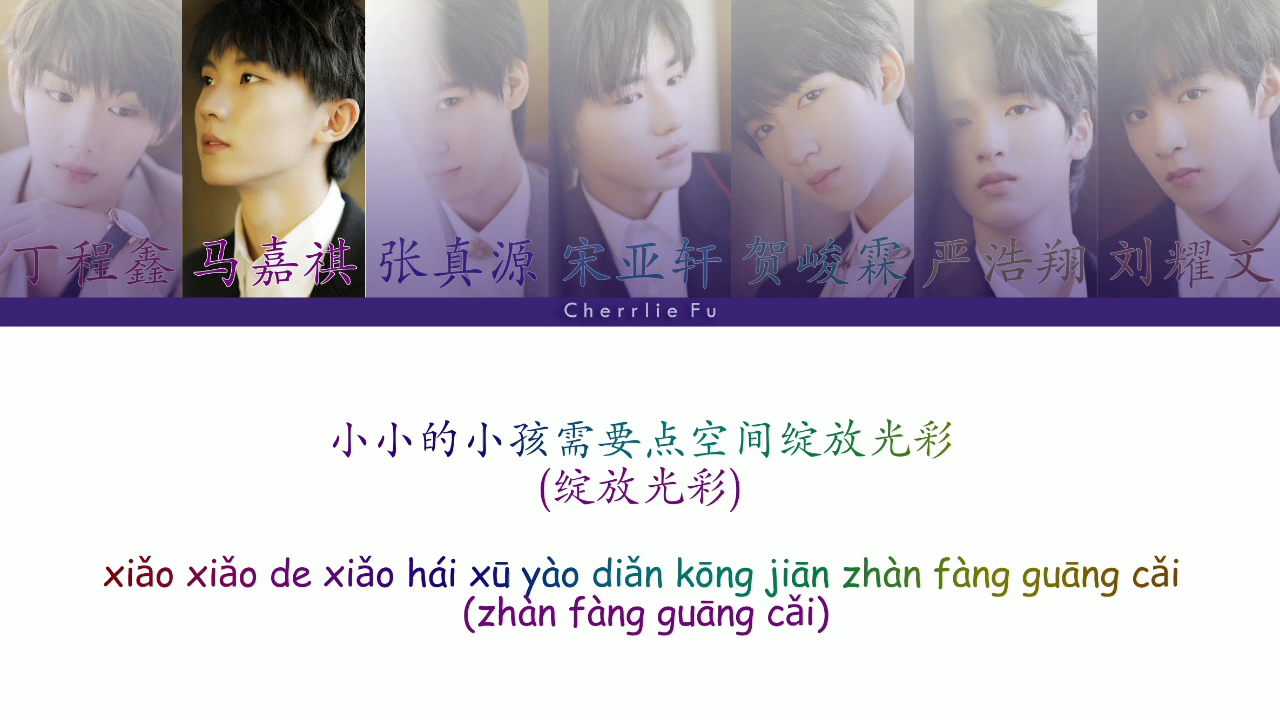 丁程鑫 马嘉祺 张真源 宋亚轩 贺峻霖 严浩翔 刘耀文
Cherrlie Fu
小小的小孩需要点空间绽放光彩
(绽放光彩)
xiǎo xiǎo de xiǎo hái xū yào diǎn kōng jiān zhàn fàng guāng cǎi
(zhàn fàng guāng cǎi)